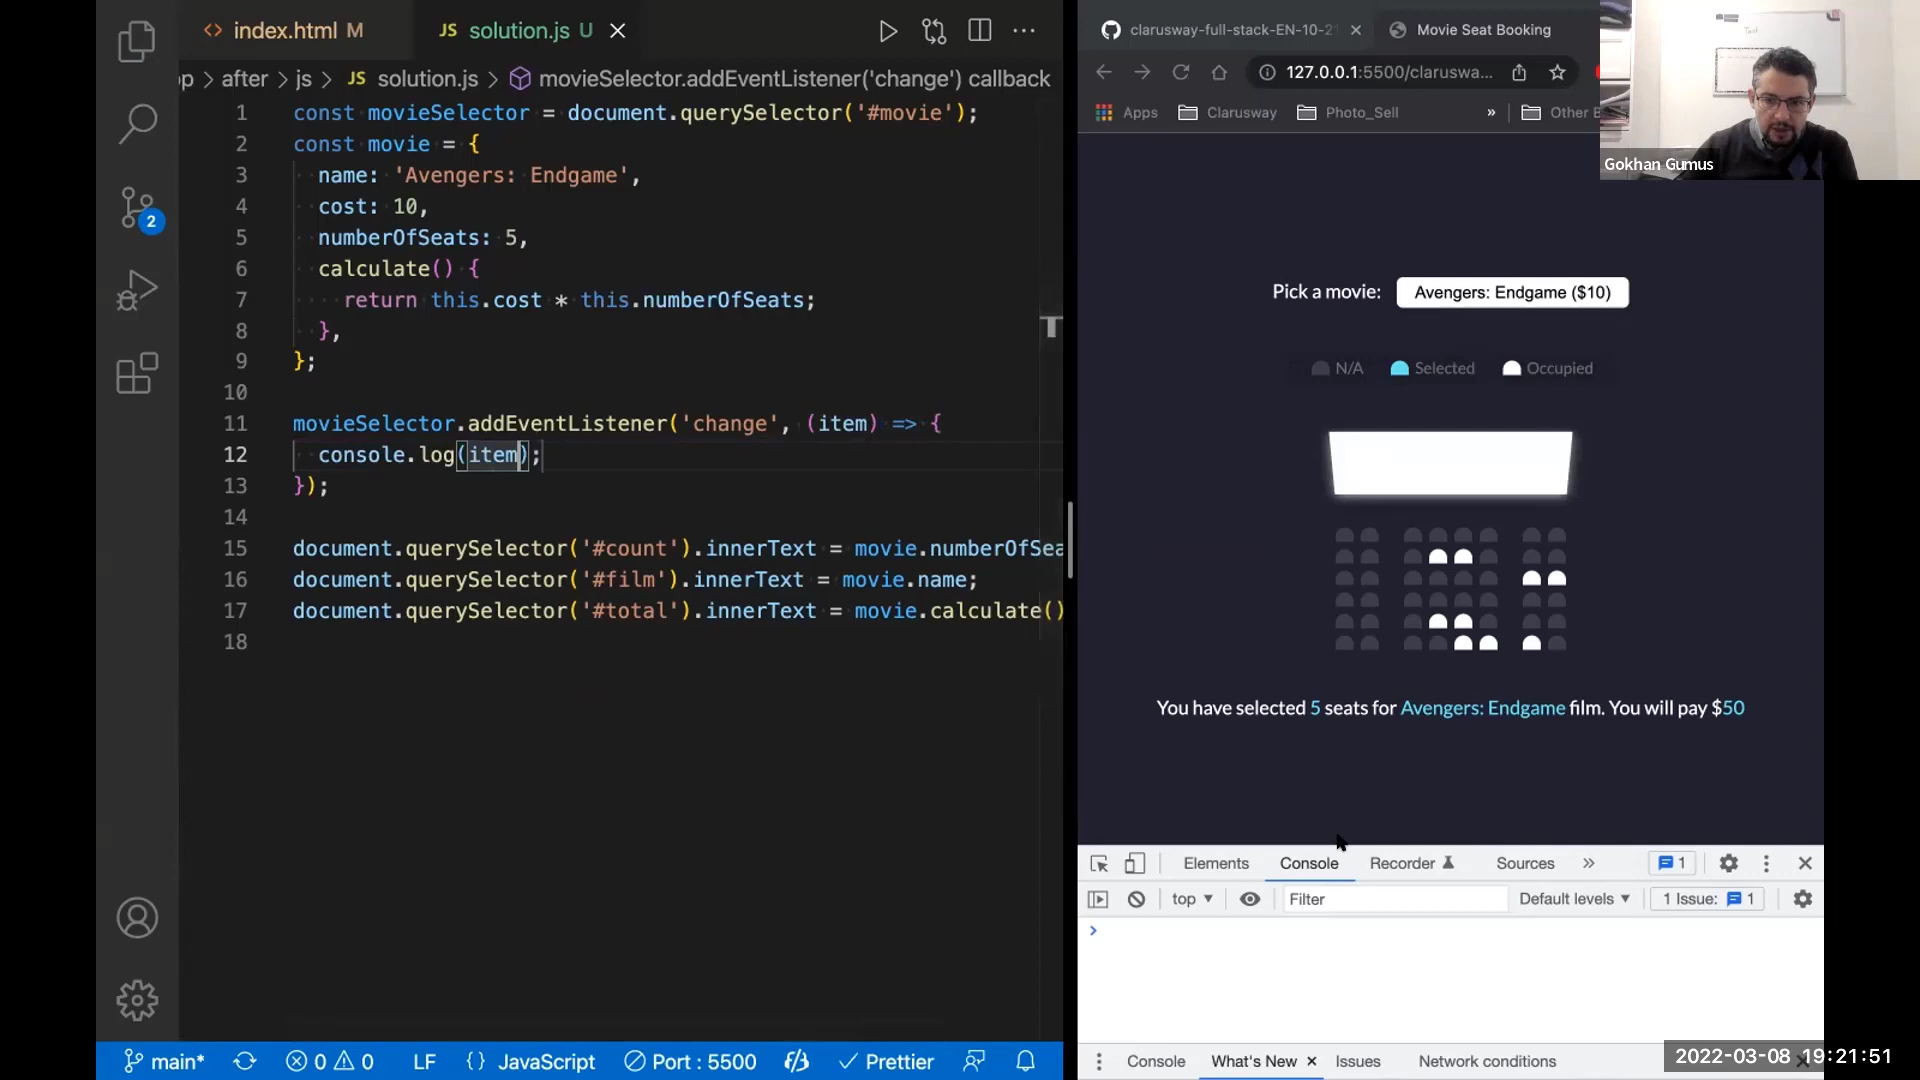 index.html M
JS solution.js U
pp > after > js > JS solution.js > movieSelector.addEventListener('change') callback
1 const movieSelector = document.querySelector('#movie');
2 const movie = {
3 name: 'Avengers: Endgame',
4 cost: 10,
5 numberOfSeats: 5,
6 calculate() {
7 return this.cost * this.numberOfSeats;
8 },
9 };
10
11 movieSelector.addEventListener('change', (item) => {
12 console.log(item);
13 });
14
15 document.querySelector('#count').innerText = movie.numberOfSea
16 document.querySelector('#film').innerText = movie.name;
17 document.querySelector('#total').innerText = movie.calculate()
18
2
main* 0 0 LF {} JavaScript Port : 5500 Prettier
clarusway-full-stack-EN-10-21
Movie Seat Booking
127.0.0.1:5500/claruswa...
Apps Clarusway Photo_Sell » Other B
Gokhan Gumus
Pick a movie: Avengers: Endgame ($10)
N/A Selected Occupied
You have selected 5 seats for Avengers: Endgame film. You will pay $50
Elements Console Recorder Sources » 1
top Filter Default levels 1 Issue: 1
>
Console What's New Issues Network conditions
2022-03-08 19:21:51